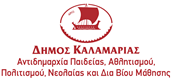 ΔΗΜΟΣ ΚΑΛΑΜΑΡΙΑΣ
Αντιδημαρχία Παιδείας, Αθλητισμού,
Πολιτισμού, Νεολαίας και Δια Βίου Μάθησης